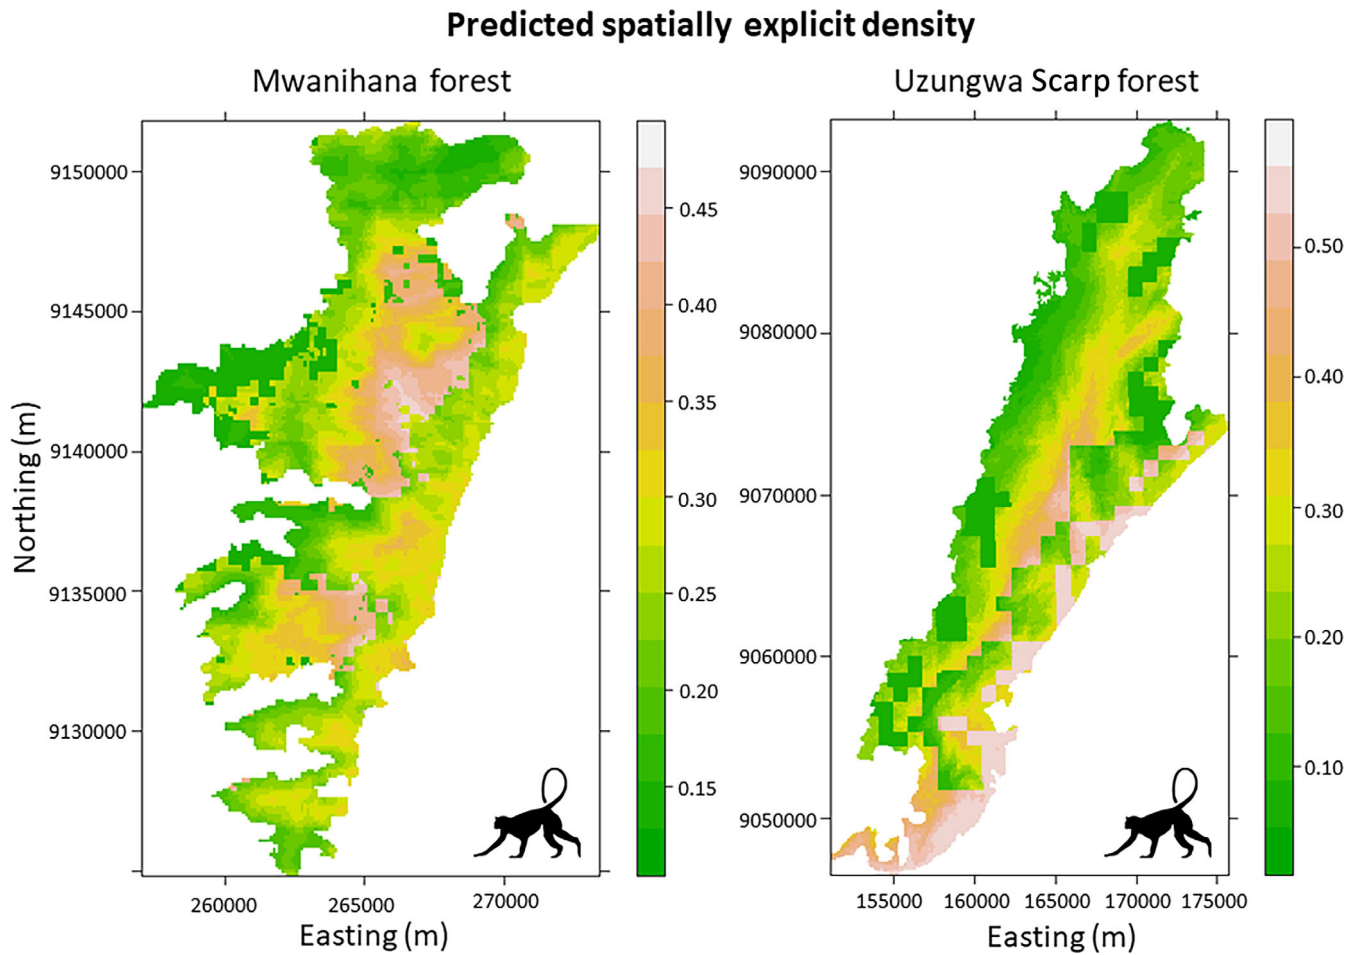 Predicted spatially explicit density
Mwanihana forest
Uzungwa Scarp forest
Northing (m)
9150000
9145000
9140000
9135000
9130000
260000 265000 270000
Easting (m)
0.45
0.40
0.35
0.30
0.25
0.20
0.15
9090000
9080000
9070000
9060000
9050000
155000 160000 165000 170000 175000
Easting (m)
0.50
0.40
0.30
0.20
0.10